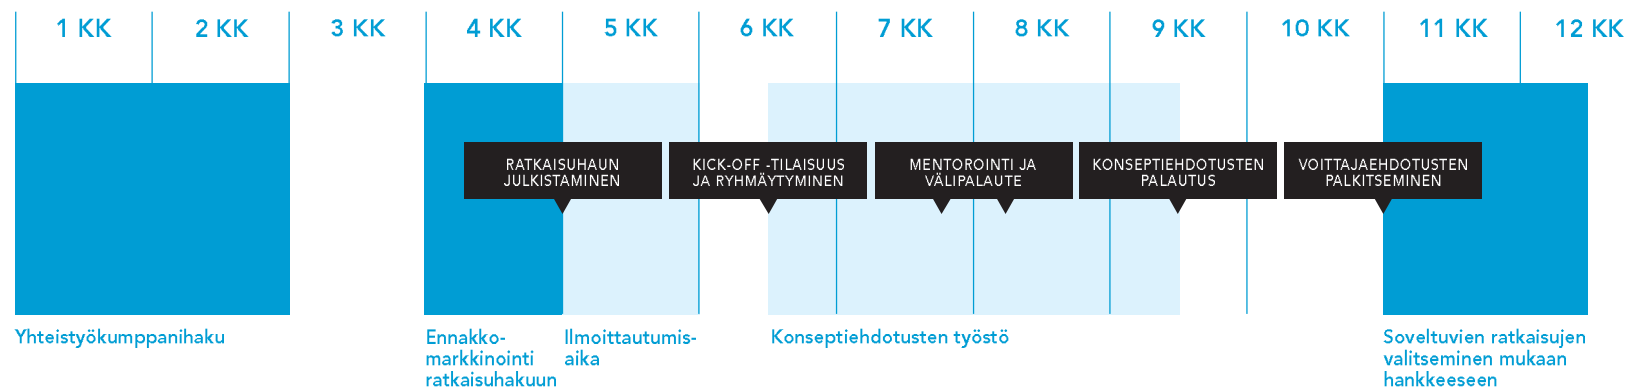 1 KK
2 KK
3 KK
4 KK
5 KK
6 KK
7 KK
8 KK
9 KK
10 KK
11 KK
12 KK
RATKAISUHAUN
JULKISTAMINEN
KICK-OFF -TILAISUUS
JA RYHMÄYTYMINEN
MENTOROINTI JA
VÄLIPALAUTE
KONSEPTIEHDOTUSTEN
PALAUTUS
VOITTAJAEHDOTUSTEN
PALKITSEMINEN
Yhteistyökumppanihaku
Ennakko-
markkinointi
ratkaisuhakuun
Ilmoittautumis-
aika
Konseptiehdotusten työstö
Soveltuvien ratkaisujen
valitseminen mukaan
hankkeeseen